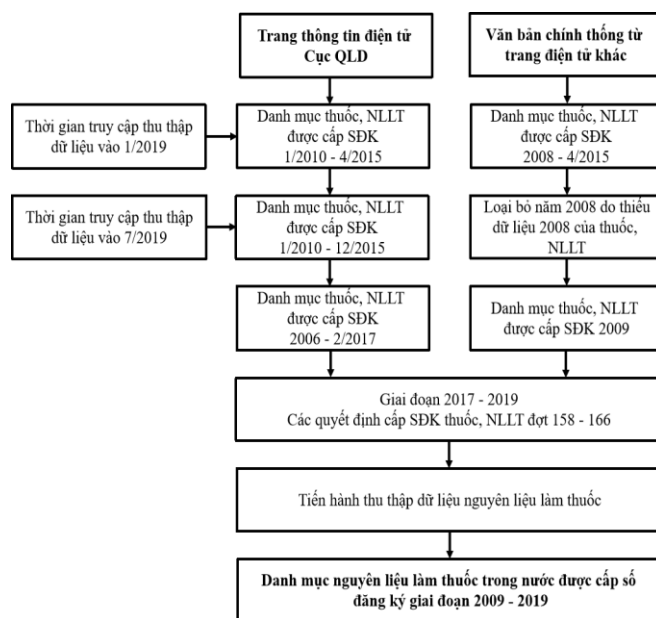 Trang thông tin điện tử
Cục QLD
Văn bản chính thống từ
trang điện tử khác
Thời gian truy cập thu thập
dữ liệu vào 1/2019
Danh mục thuốc, NLLT
được cấp SĐK
1/2010 - 4/2015
Danh mục thuốc, NLLT
được cấp SĐK
2008 - 4/2015
Thời gian truy cập thu thập
dữ liệu vào 7/2019
Danh mục thuốc, NLLT
được cấp SĐK
1/2010 - 12/2015
Loại bỏ năm 2008 do thiếu
dữ liệu 2008 của thuốc,
NLLT
Danh mục thuốc, NLLT
được cấp SĐK
2006 - 2/2017
Danh mục thuốc, NLLT
được cấp SĐK 2009
Giai đoạn 2017 - 2019
Các quyết định cấp SĐK thuốc, NLLT đợt 158 - 166
Tiến hành thu thập dữ liệu nguyên liệu làm thuốc
Danh mục nguyên liệu làm thuốc trong nước được cấp số
đăng ký giai đoạn 2009 - 2019